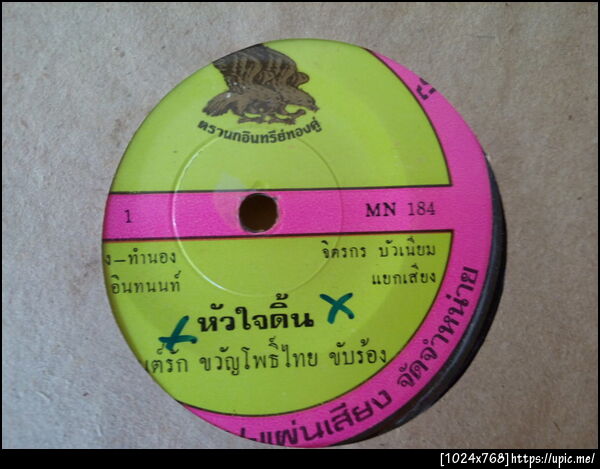 ตรานกอินทรีย์ทองคู่
1 MN 184
ง–ทำนอง
จิตรกร บัวเนียม
อินทนนท์
แยกเสียง
หัวใจดิ้น
ต์รัก ขวัญโพธิ์ไทย ขับร้อง
แผ่นเสียง จัดจำหน่าย
[1024x768]https://upic.me/